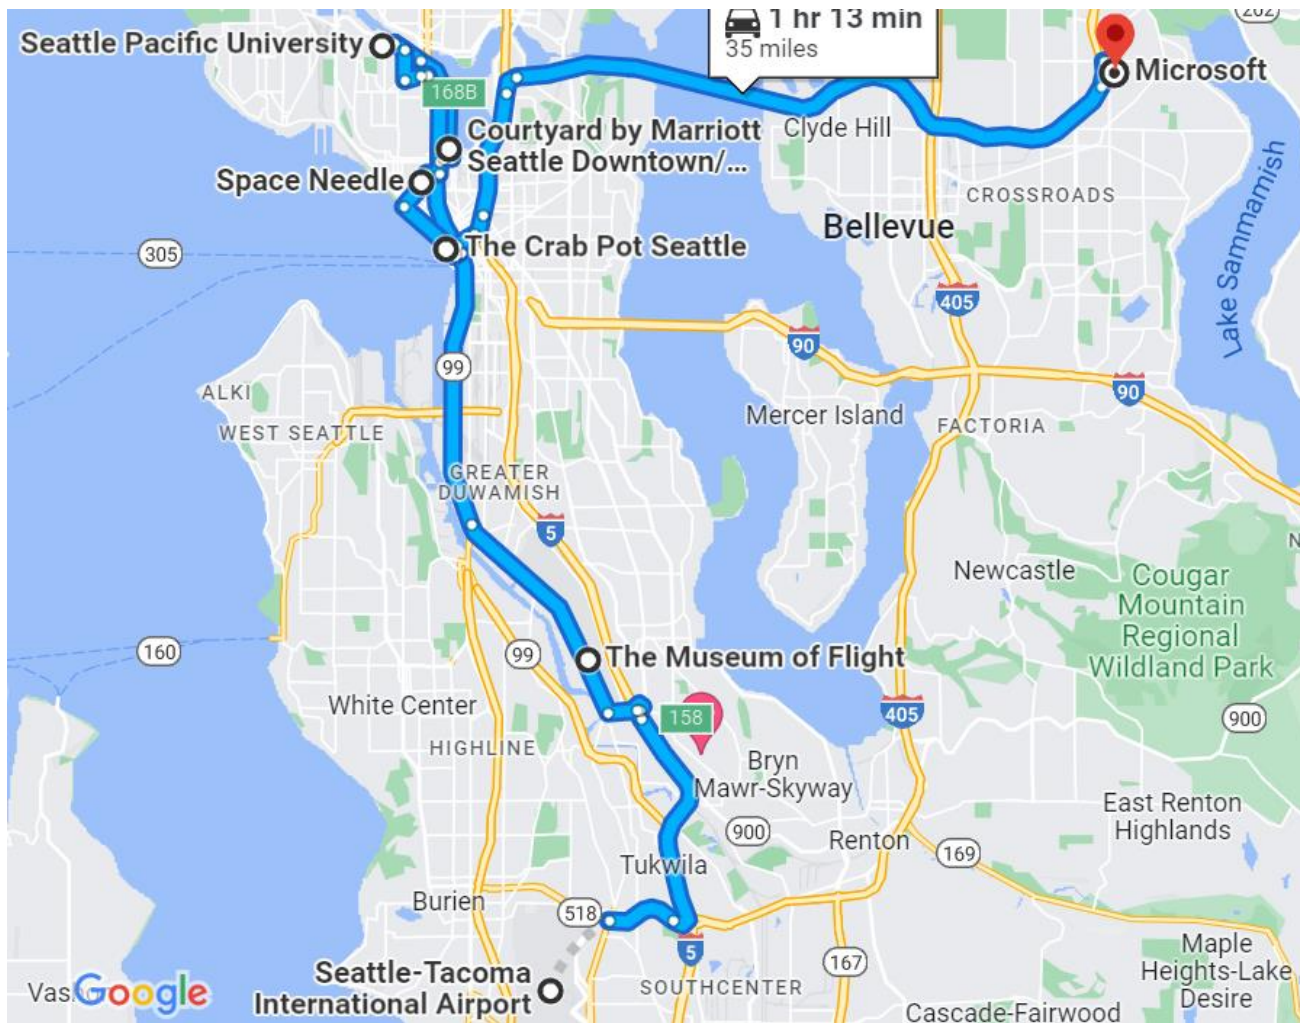 1 hr 13 min
35 miles
202
Seattle Pacific University
Microsoft
168B
Courtyard by Marriott
Seattle Downtown/...
Clyde Hill
Space Needle
CROSSROADS
Bellevue
Lake Sammamish
305
The Crab Pot Seattle
405
90
99
90
ALKI
WEST SEATTLE
Mercer Island
FACTORIA
GREATER
DUWAMISH
5
N
Newcastle
Cougar
Mountain
Regional
Wildland Park
160
99
The Museum of Flight
White Center
158
405
900
HIGHLINE
Bryn
Mawr-Skyway
900
Renton
East Renton
Highlands
169
Tukwila
Burien
518
5
167
Maple
Heights-Lake
Desire
Seattle-Tacoma
International Airport
SOUTHCENTER
Vash
Google
Cascade-Fairwood